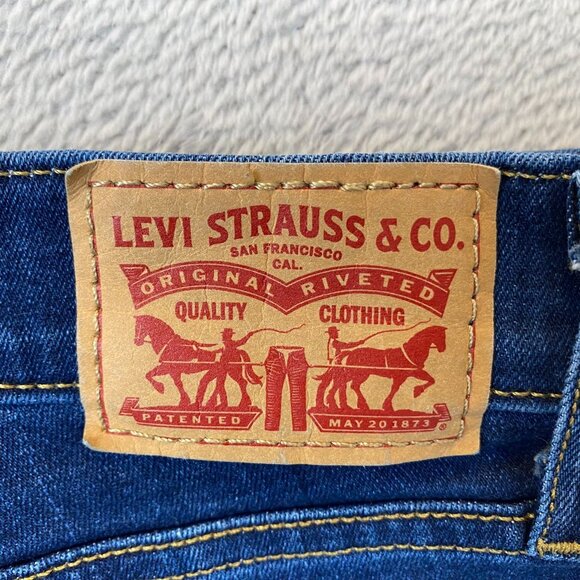 LEVI STRAUSS & CO.
SAN FRANCISCO
CAL.
ORIGINAL RIVETED
QUALITY CLOTHING
PATENTED MAY 20 1873 ®